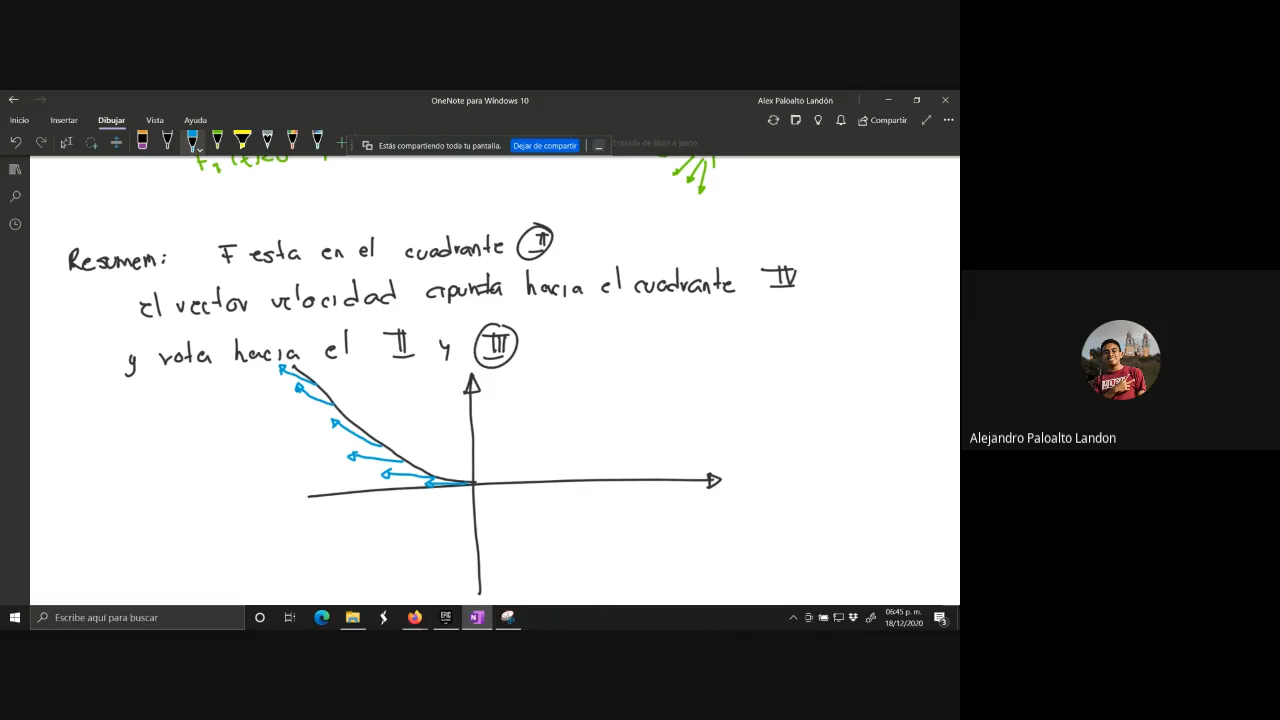 OneNote para Windows 10
Alex Paloalto Landón
Inicio Insertar Dibujar Vista Ayuda
Compartir
Estás compartiendo toda tu pantalla. Dejar de compartir
Resumen: F esta en el cuadrante II
El vector velocidad apunta hacia el cuadrante IV
y rota hacia el II y III
Alejandro Paloalto Landon
Escribe aquí para buscar
EPIC
06:45 p. m.
18/12/2020
3